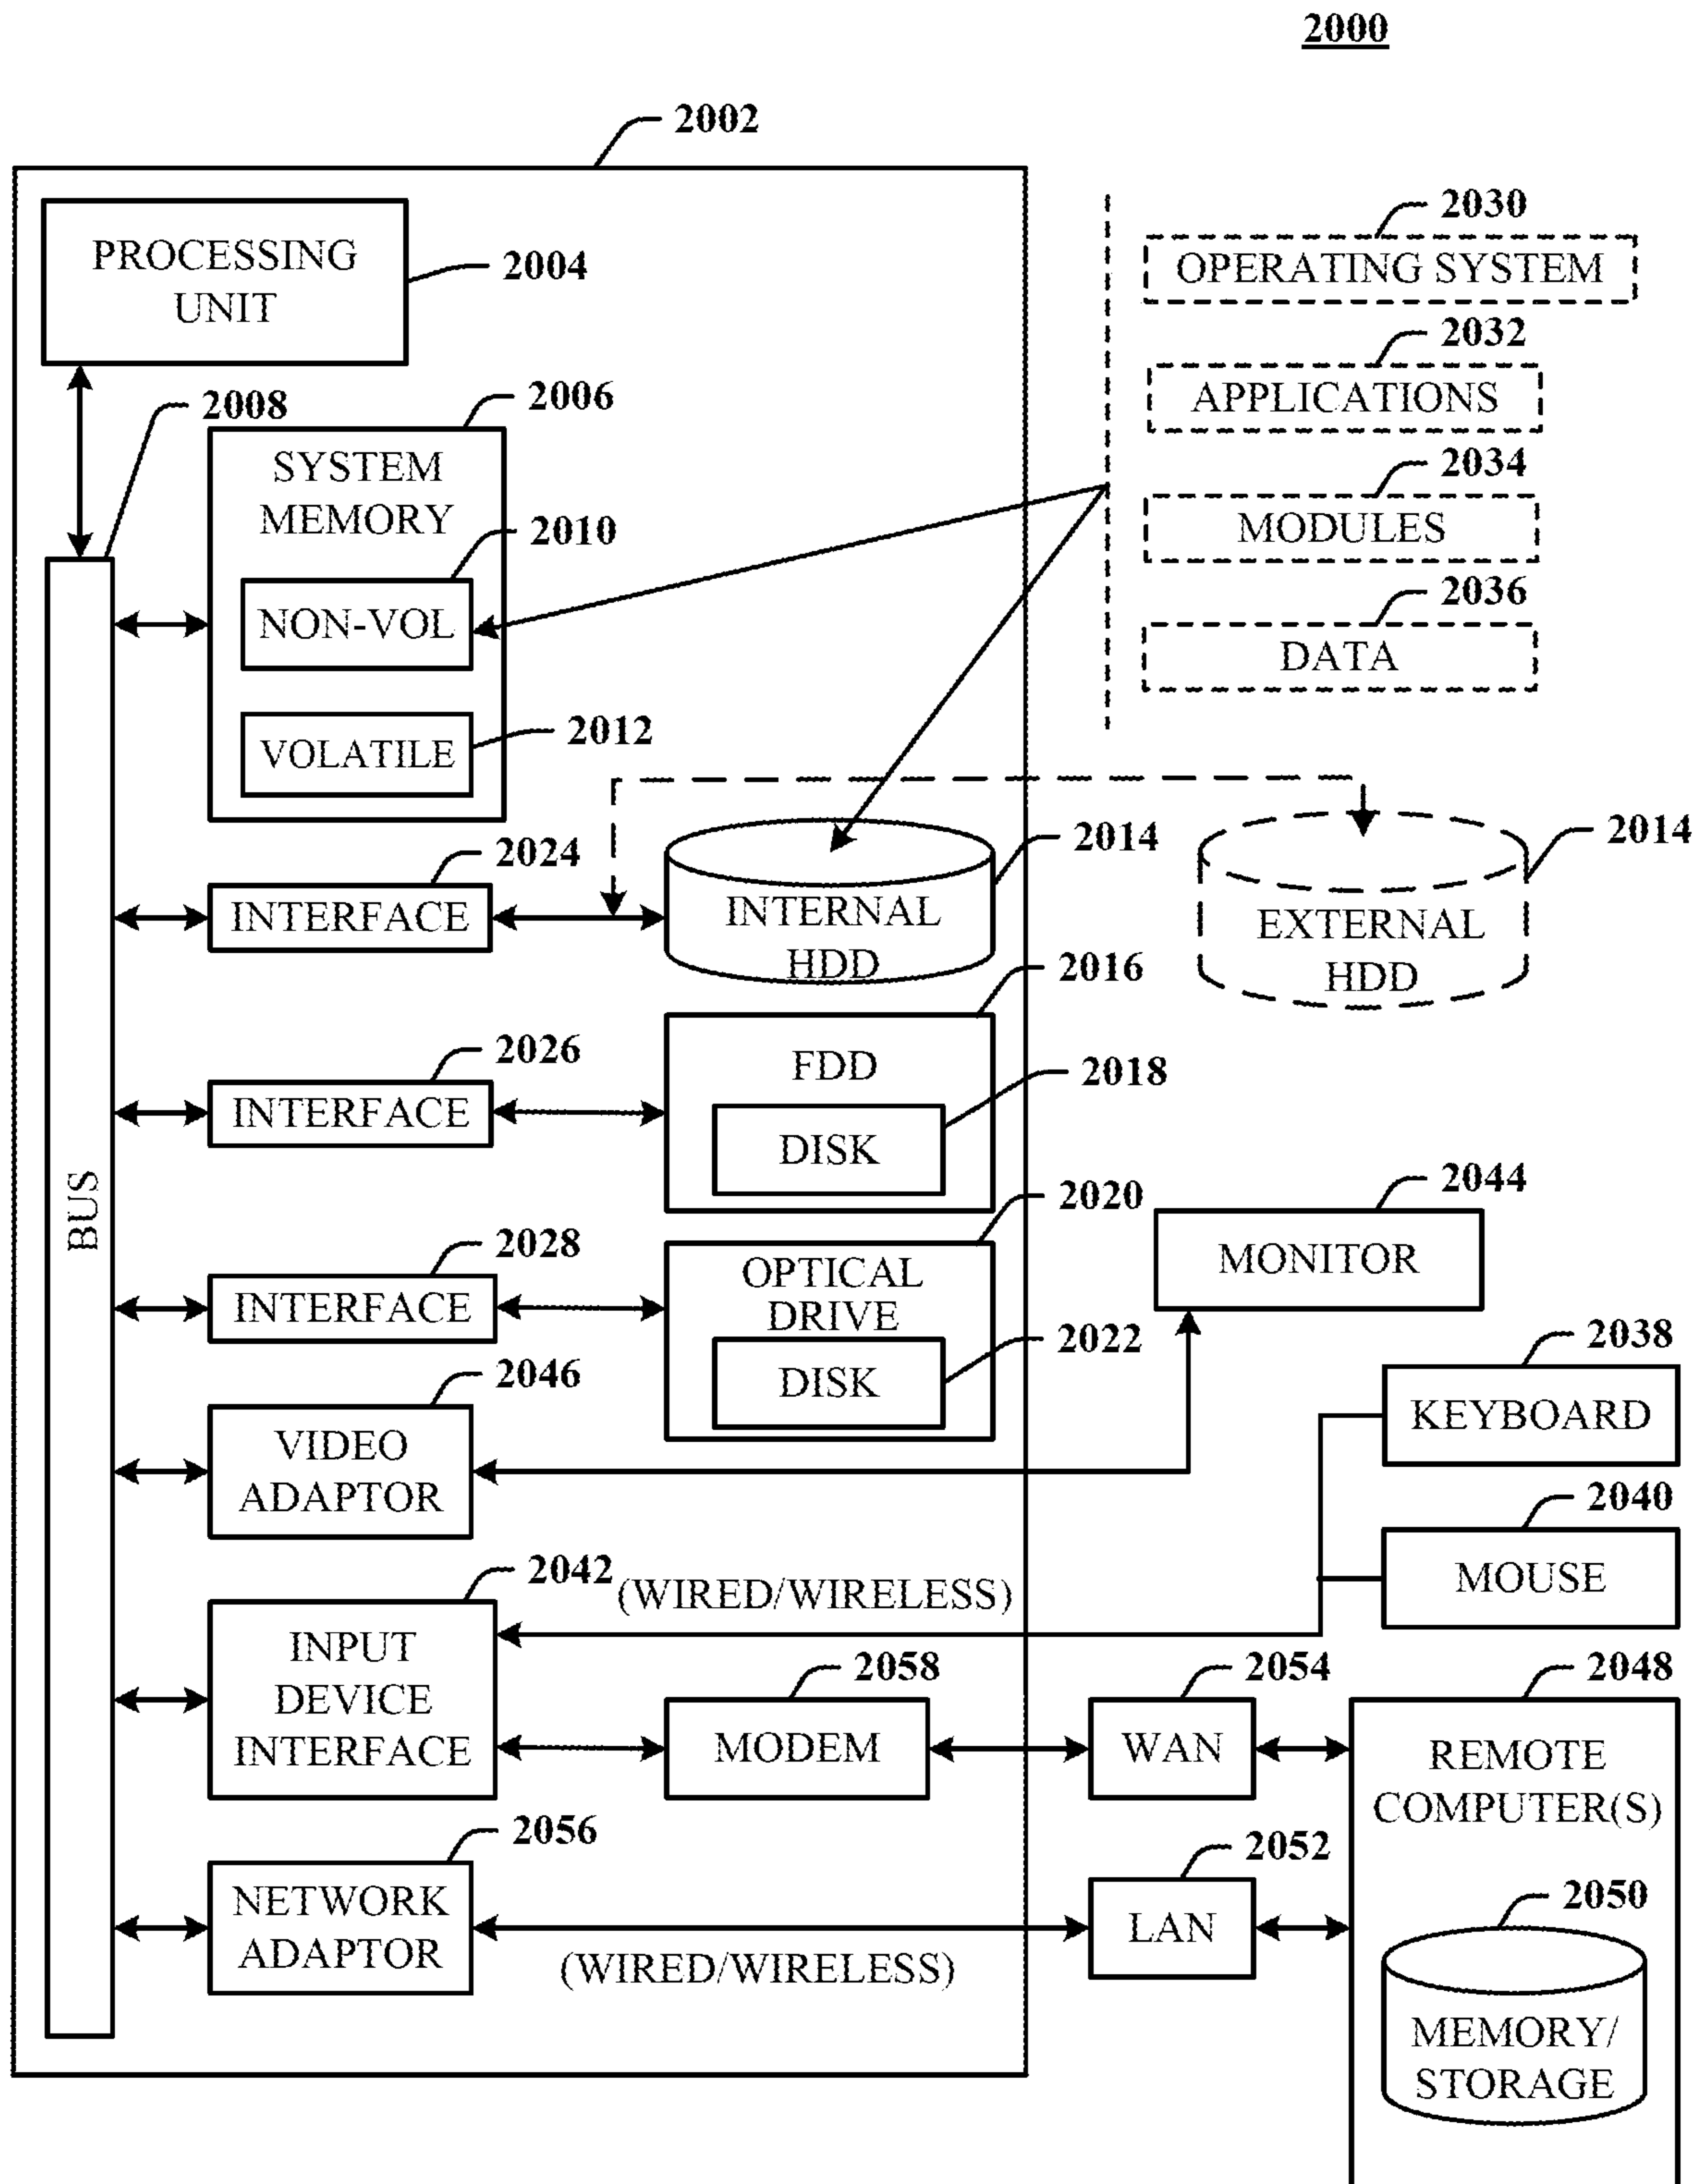 2000
2002
PROCESSING
UNIT
2004
2030
OPERATING SYSTEM
2032
APPLICATIONS
2034
MODULES
2036
DATA
2008
2006
SYSTEM
MEMORY
2010
NON-VOL
2012
VOLATILE
BUS
2024
INTERFACE
2014
INTERNAL
HDD
2014
EXTERNAL
HDD
2026
INTERFACE
2016
FDD
2018
DISK
2028
INTERFACE
2020
OPTICAL
DRIVE
2022
DISK
2044
MONITOR
2046
VIDEO
ADAPTOR
2038
KEYBOARD
2040
MOUSE
2042
(WIRED/WIRELESS)
INPUT
DEVICE
INTERFACE
2058
MODEM
2054
WAN
2048
REMOTE
COMPUTER(S)
2056
NETWORK
ADAPTOR
(WIRED/WIRELESS)
2052
LAN
2050
MEMORY/
STORAGE